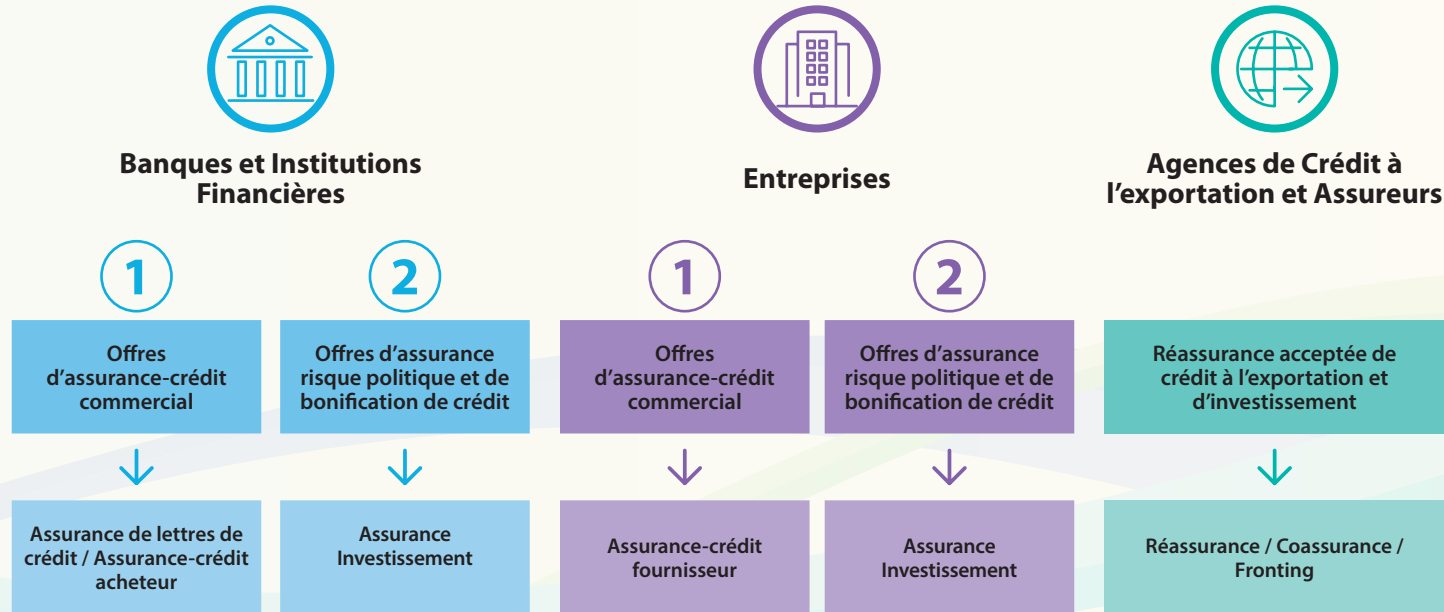 Banques et Institutions
Financières
Entreprises
Agences de Crédit à
l'exportation et Assureurs
1
2
1
2
Offres
d'assurance-crédit
commercial
Offres d'assurance
risque politique et de
bonification de crédit
Offres
d'assurance-crédit
commercial
Offres d'assurance
risque politique et de
bonification de crédit
Réassurance acceptée de
crédit à l'exportation et
d'investissement
Assurance de lettres de
crédit / Assurance-crédit
acheteur
Assurance
Investissement
Assurance-crédit
fournisseur
Assurance
Investissement
Réassurance / Coassurance /
Fronting